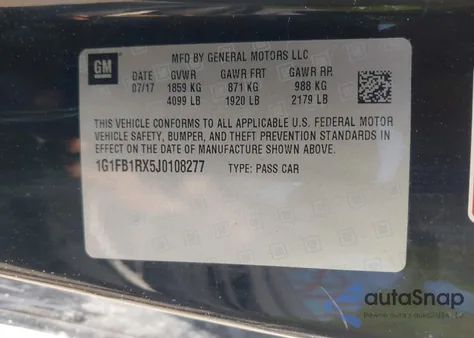 GM
MFD BY GENERAL MOTORS LLC
DATE GVWR GAWR FRT GAWR RR
07/17 1859 KG 871 KG 988 KG
4099 LB 1920 LB 2179 LB
THIS VEHICLE CONFORMS TO ALL APPLICABLE U.S. FEDERAL MOTOR
VEHICLE SAFETY, BUMPER, AND THEFT PREVENTION STANDARDS IN
EFFECT ON THE DATE OF MANUFACTURE SHOWN ABOVE.
1G1FB1RX5J0108277 TYPE: PASS CAR
autoSnap